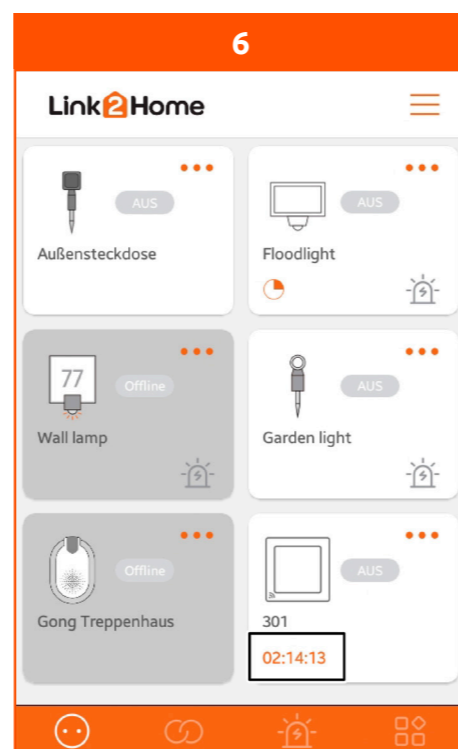 6
Link2Home
AUS
Außensteckdose
AUS
Floodlight
77
Offline
Wall lamp
AUS
Garden light
Offline
Gong Treppenhaus
AUS
301
02:14:13